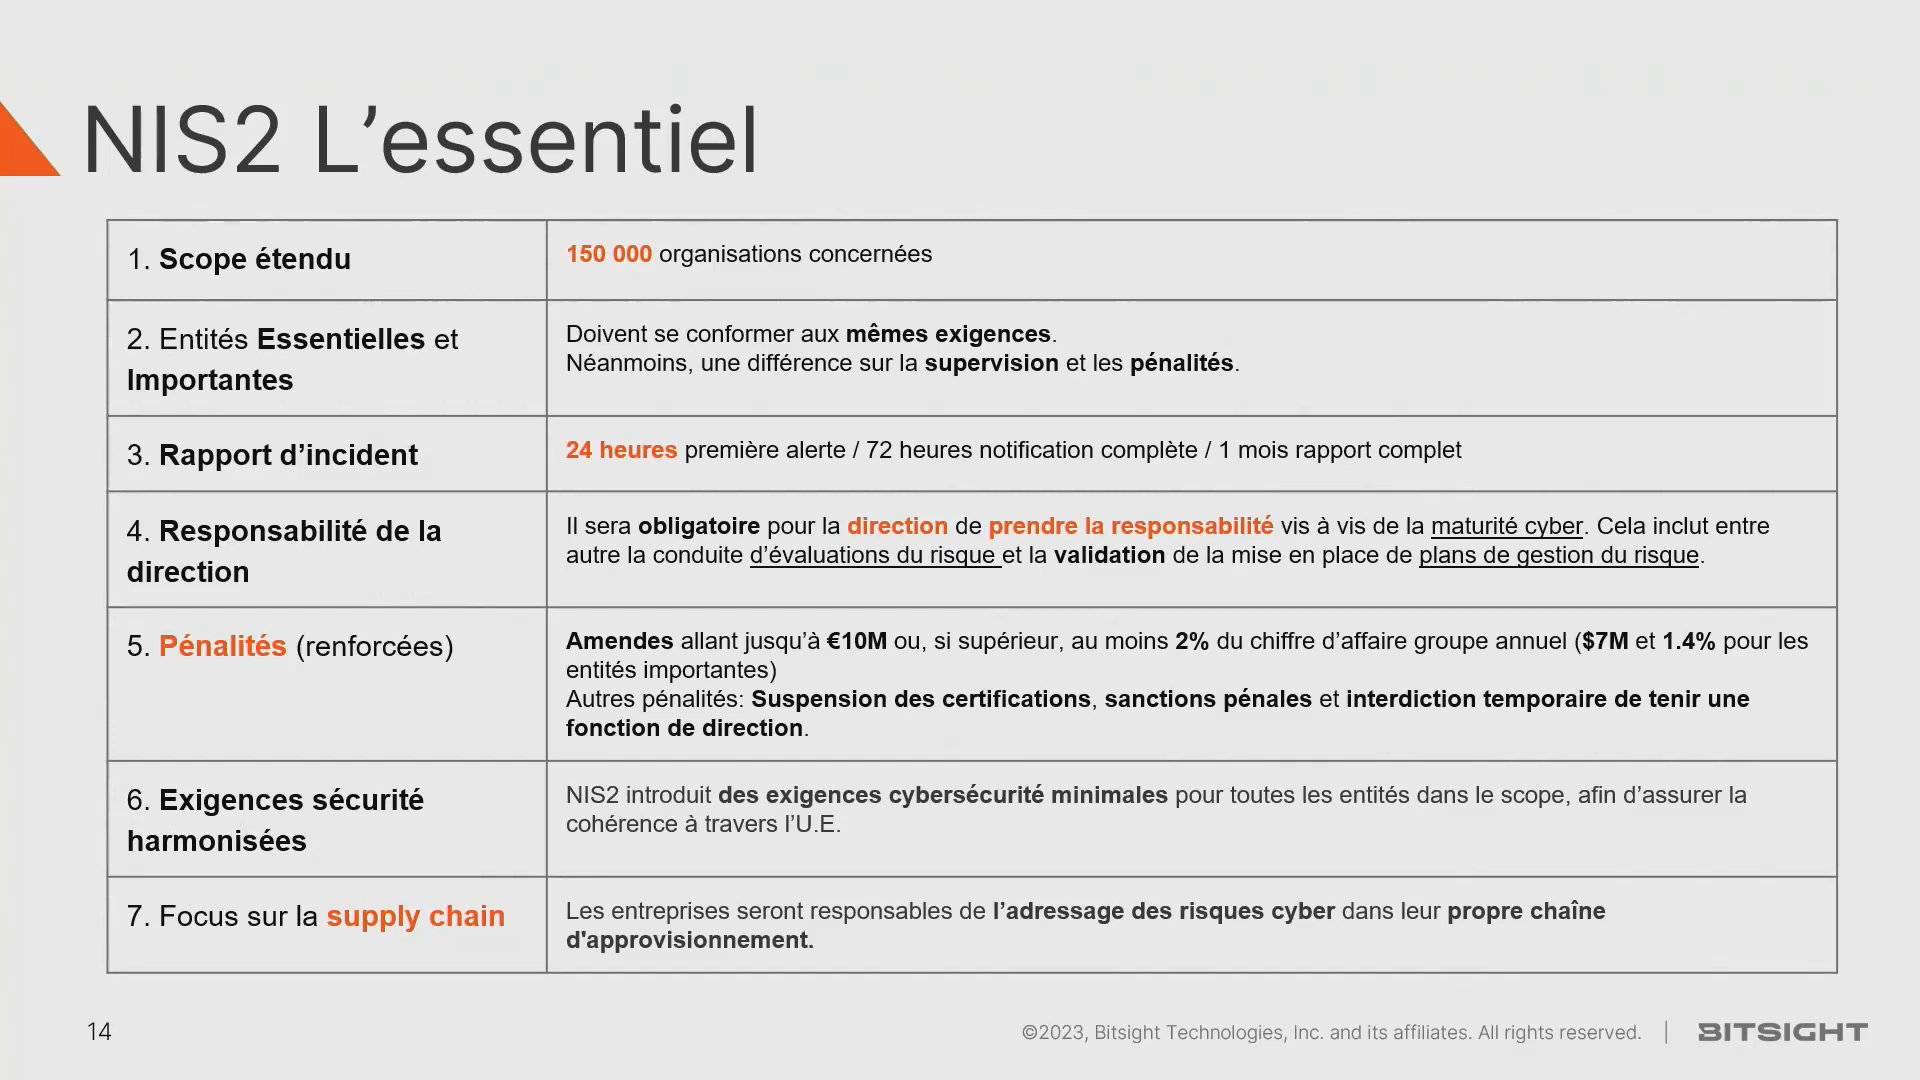 NIS2 L’essentiel
1. Scope étendu
150 000 organisations concernées
2. Entités Essentielles et
Importantes
Doivent se conformer aux mêmes exigences.
Néanmoins, une différence sur la supervision et les pénalités.
3. Rapport d’incident
24 heures première alerte / 72 heures notification complète / 1 mois rapport complet
4. Responsabilité de la
direction
Il sera obligatoire pour la direction de prendre la responsabilité vis à vis de la maturité cyber. Cela inclut entre
autre la conduite d’évaluations du risque et la validation de la mise en place de plans de gestion du risque.
5. Pénalités (renforcées)
Amendes allant jusqu’à €10M ou, si supérieur, au moins 2% du chiffre d’affaire groupe annuel ($7M et 1.4% pour les
entités importantes)
Autres pénalités: Suspension des certifications, sanctions pénales et interdiction temporaire de tenir une
fonction de direction.
6. Exigences sécurité
harmonisées
NIS2 introduit des exigences cybersécurité minimales pour toutes les entités dans le scope, afin d’assurer la
cohérence à travers l’U.E.
7. Focus sur la supply chain
Les entreprises seront responsables de l’adressage des risques cyber dans leur propre chaîne
d'approvisionnement.
14
©2023, Bitsight Technologies, Inc. and its affiliates. All rights reserved. | BITSIGHT